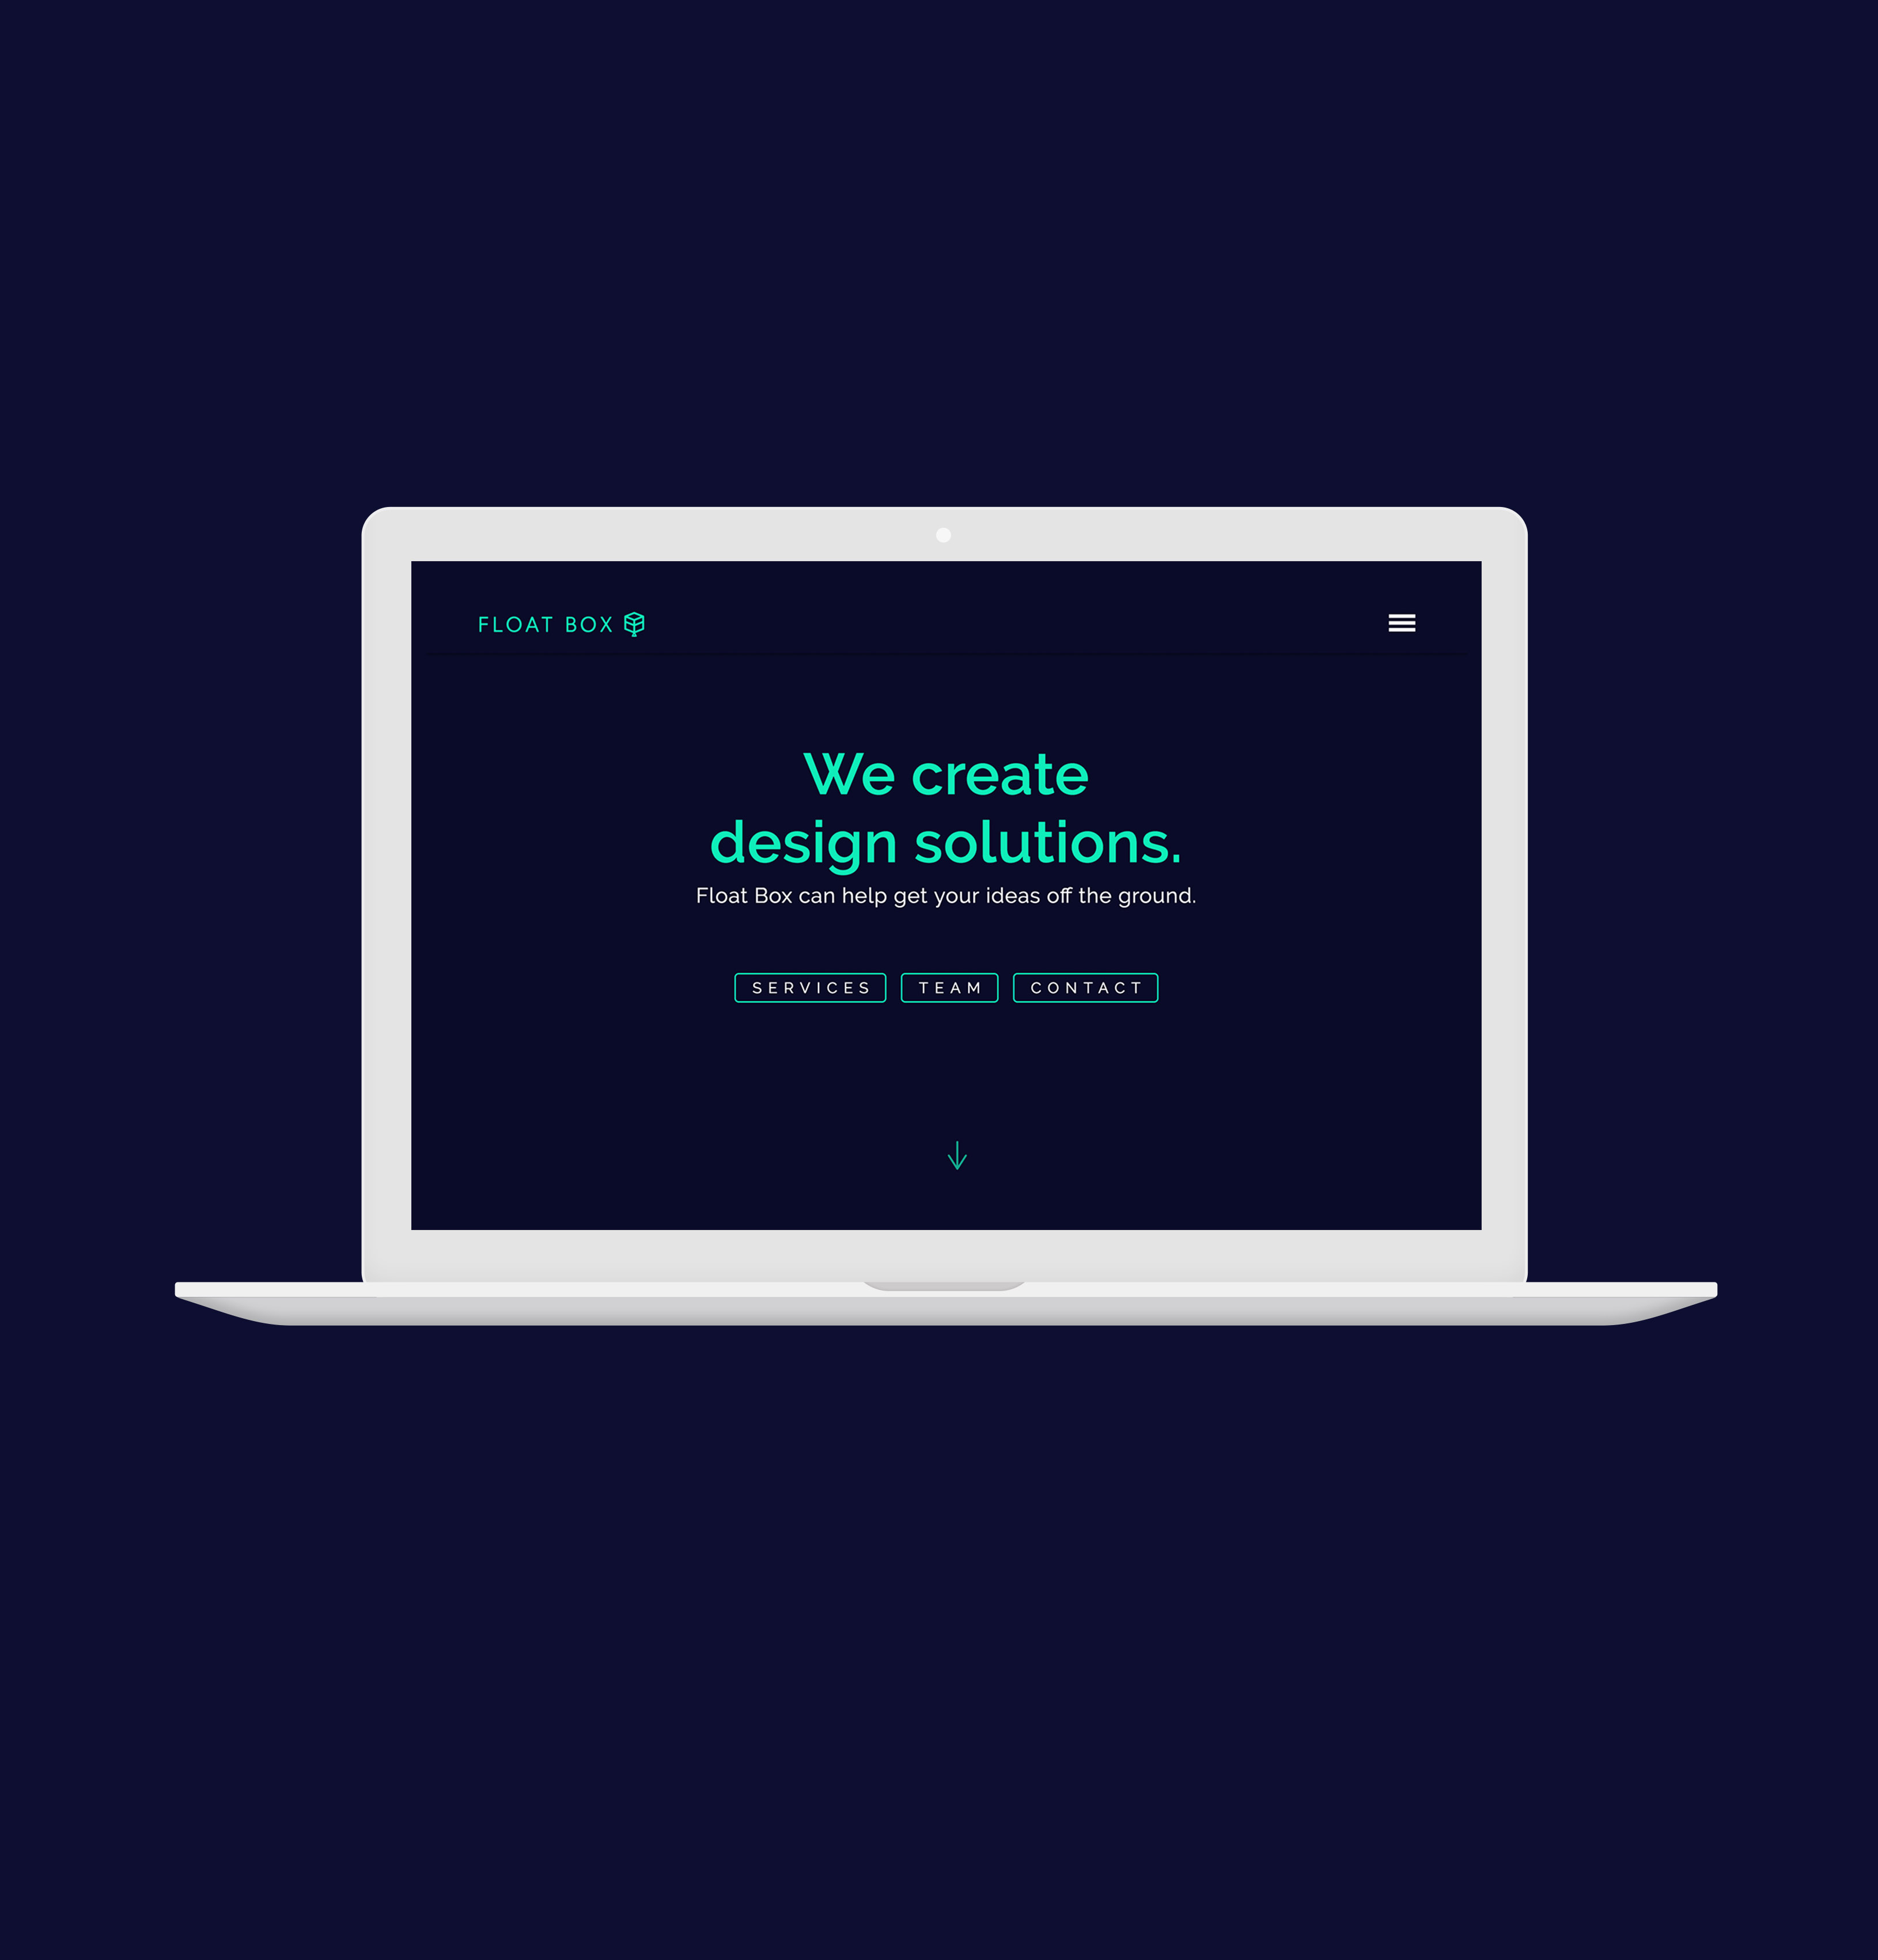 FLOAT BOX
We create
design solutions.
Float Box can help get your ideas off the ground.
SERVICES TEAM CONTACT